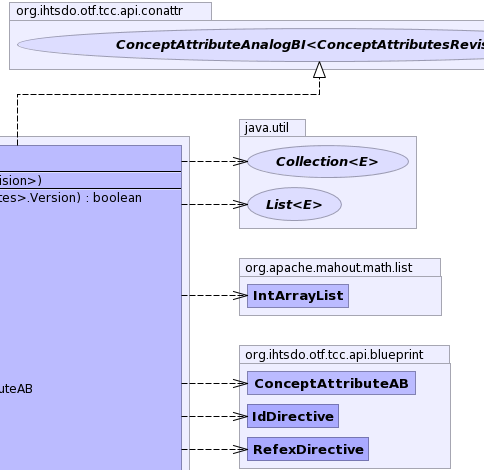 org.ihtsdo.otf.tcc.api.conattr
ConceptAttributeAnalogBI<ConceptAttributesRevis
java.util
Collection<E>
ision>)
tes>.Version) : boolean
List<E>
org.apache.mahout.math.list
IntArrayList
org.ihtsdo.otf.tcc.api.blueprint
ConceptAttributeAB
uteAB
IdDirective
RefexDirective